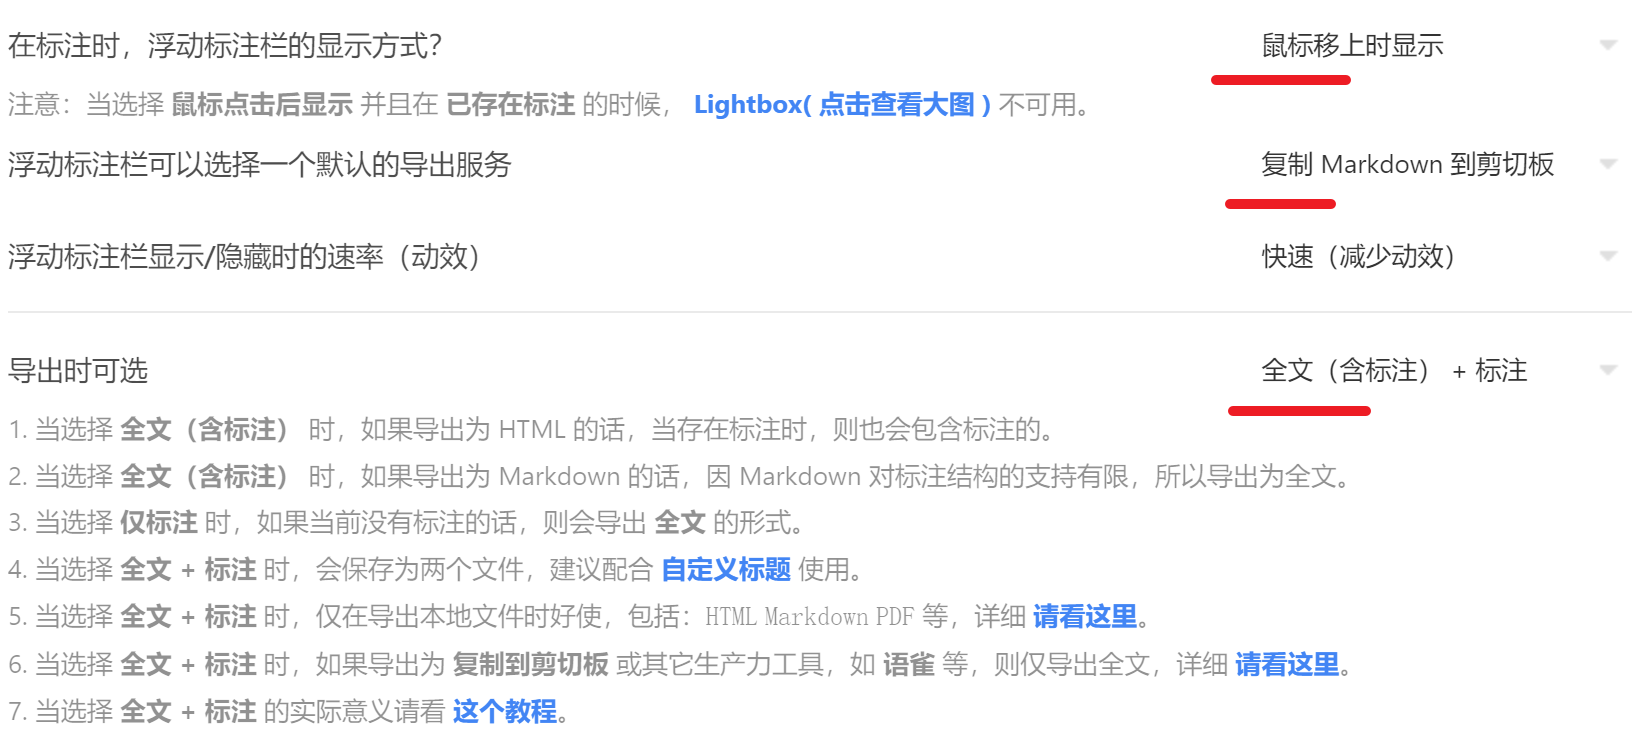 在标注时，浮动标注栏的显示方式？ 鼠标移上时显示
注意：当选择 鼠标点击后显示 并且在 已存在标注 的时候， Lightbox( 点击查看大图 ) 不可用。
浮动标注栏可以选择一个默认的导出服务 复制 Markdown 到剪切板
浮动标注栏显示/隐藏时的速率（动效） 快速（减少动效）
导出时可选 全文（含标注） + 标注
1. 当选择 全文（含标注） 时，如果导出为 HTML 的话，当存在标注时，则也会包含标注的。
2. 当选择 全文（含标注） 时，如果导出为 Markdown 的话，因 Markdown 对标注结构的支持有限，所以导出为全文。
3. 当选择 仅标注 时，如果当前没有标注的话，则会导出 全文 的形式。
4. 当选择 全文 + 标注 时，会保存为两个文件，建议配合 自定义标题 使用。
5. 当选择 全文 + 标注 时，仅在导出本地文件时好使，包括：HTML Markdown PDF 等，详细 请看这里。
6. 当选择 全文 + 标注 时，如果导出为 复制到剪切板 或其它生产力工具，如 语雀 等，则仅导出全文，详细 请看这里。
7. 当选择 全文 + 标注 的实际意义请看 这个教程。